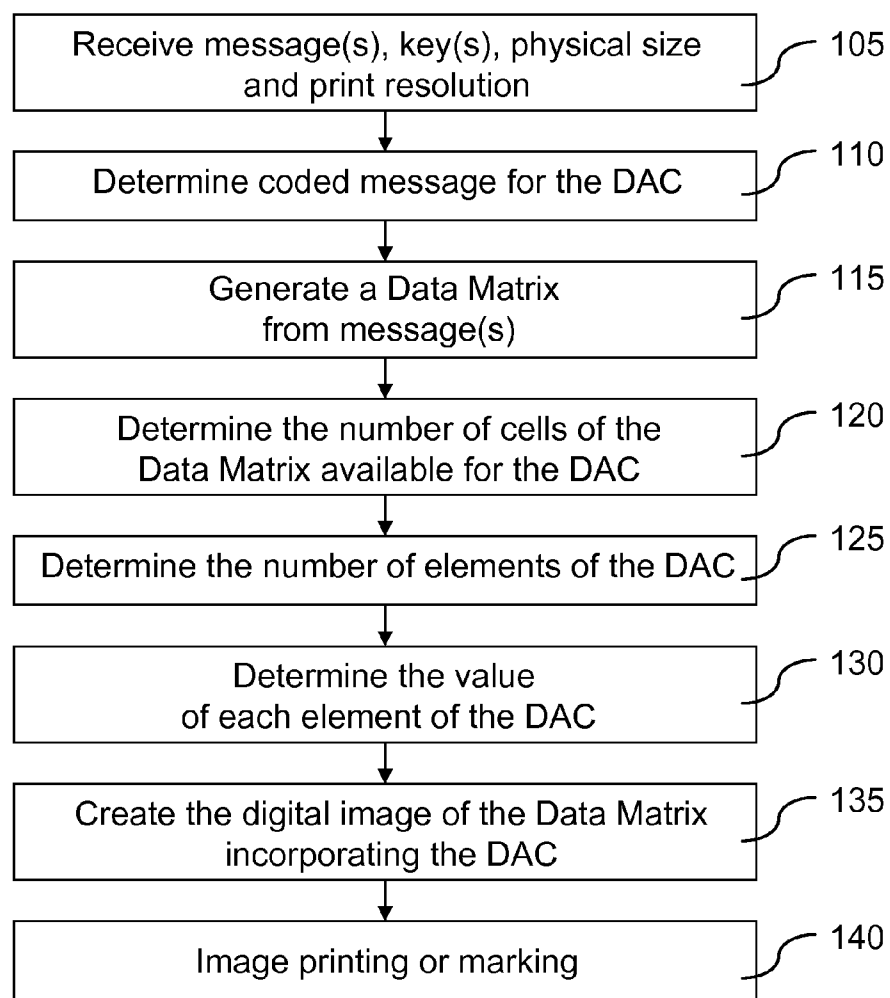 Receive message(s), key(s), physical size
and print resolution
105
Determine coded message for the DAC
110
Generate a Data Matrix
from message(s)
115
Determine the number of cells of the
Data Matrix available for the DAC
120
Determine the number of elements of the DAC
125
Determine the value
of each element of the DAC
130
Create the digital image of the Data Matrix
incorporating the DAC
135
Image printing or marking
140